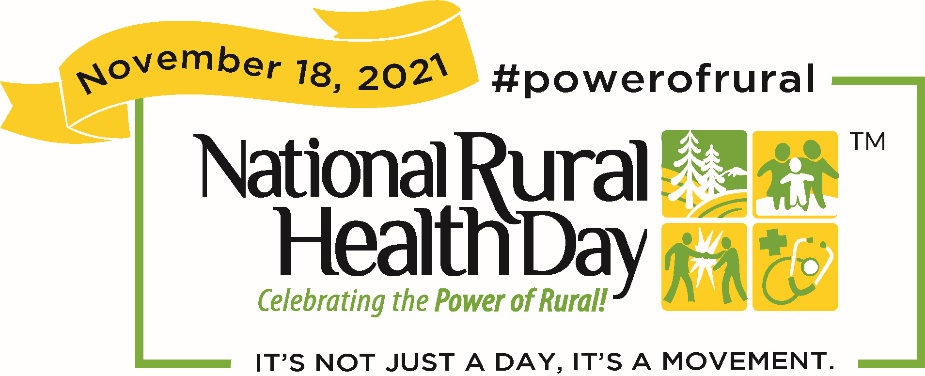 November 18, 2021
#powerofrural
National Rural
Health Day
TM
Celebrating the Power of Rural!
IT'S NOT JUST A DAY, IT'S A MOVEMENT.